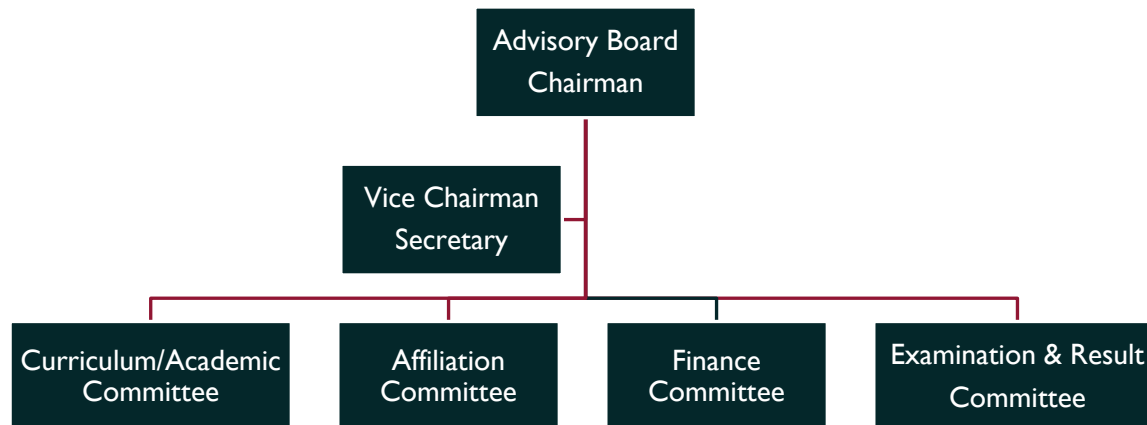 Advisory Board
Chairman
Vice Chairman
Secretary
Curriculum/Academic
Committee
Affiliation
Committee
Finance
Committee
Examination & Result
Committee